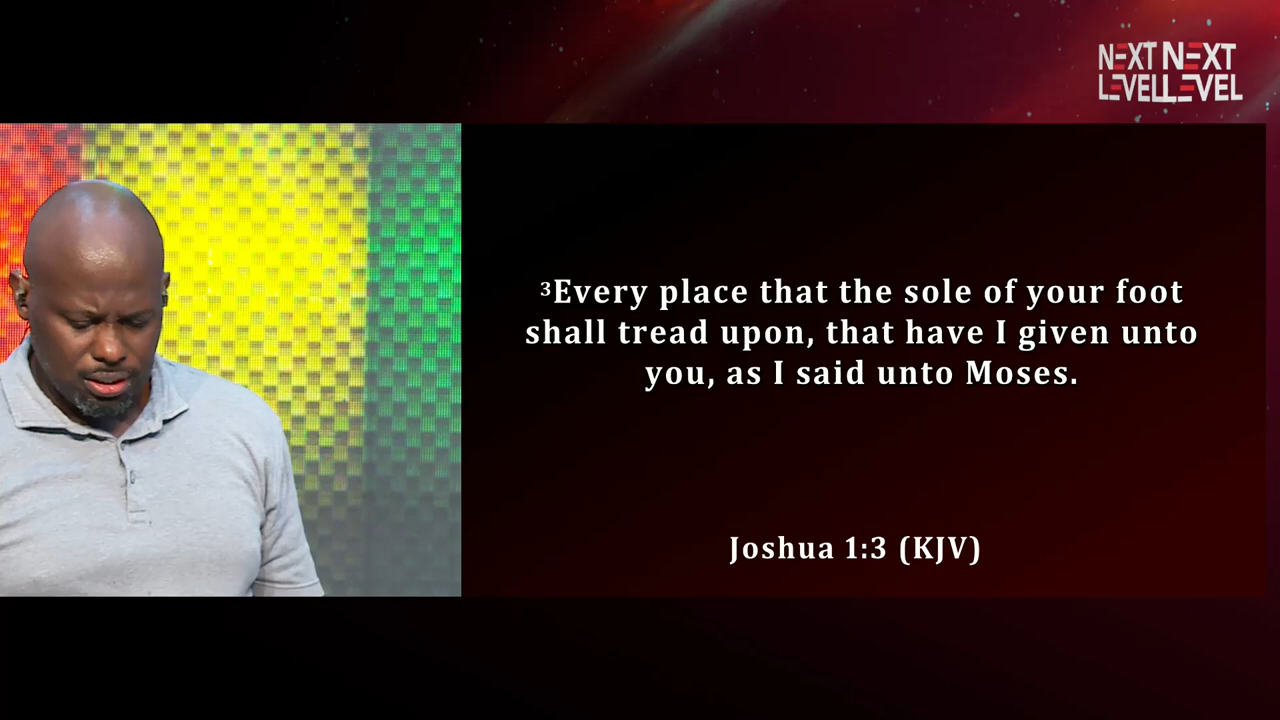 NEXT NEXT
LEVEL LEVEL
³Every place that the sole of your foot
shall tread upon, that have I given unto
you, as I said unto Moses.
Joshua 1:3 (KJV)